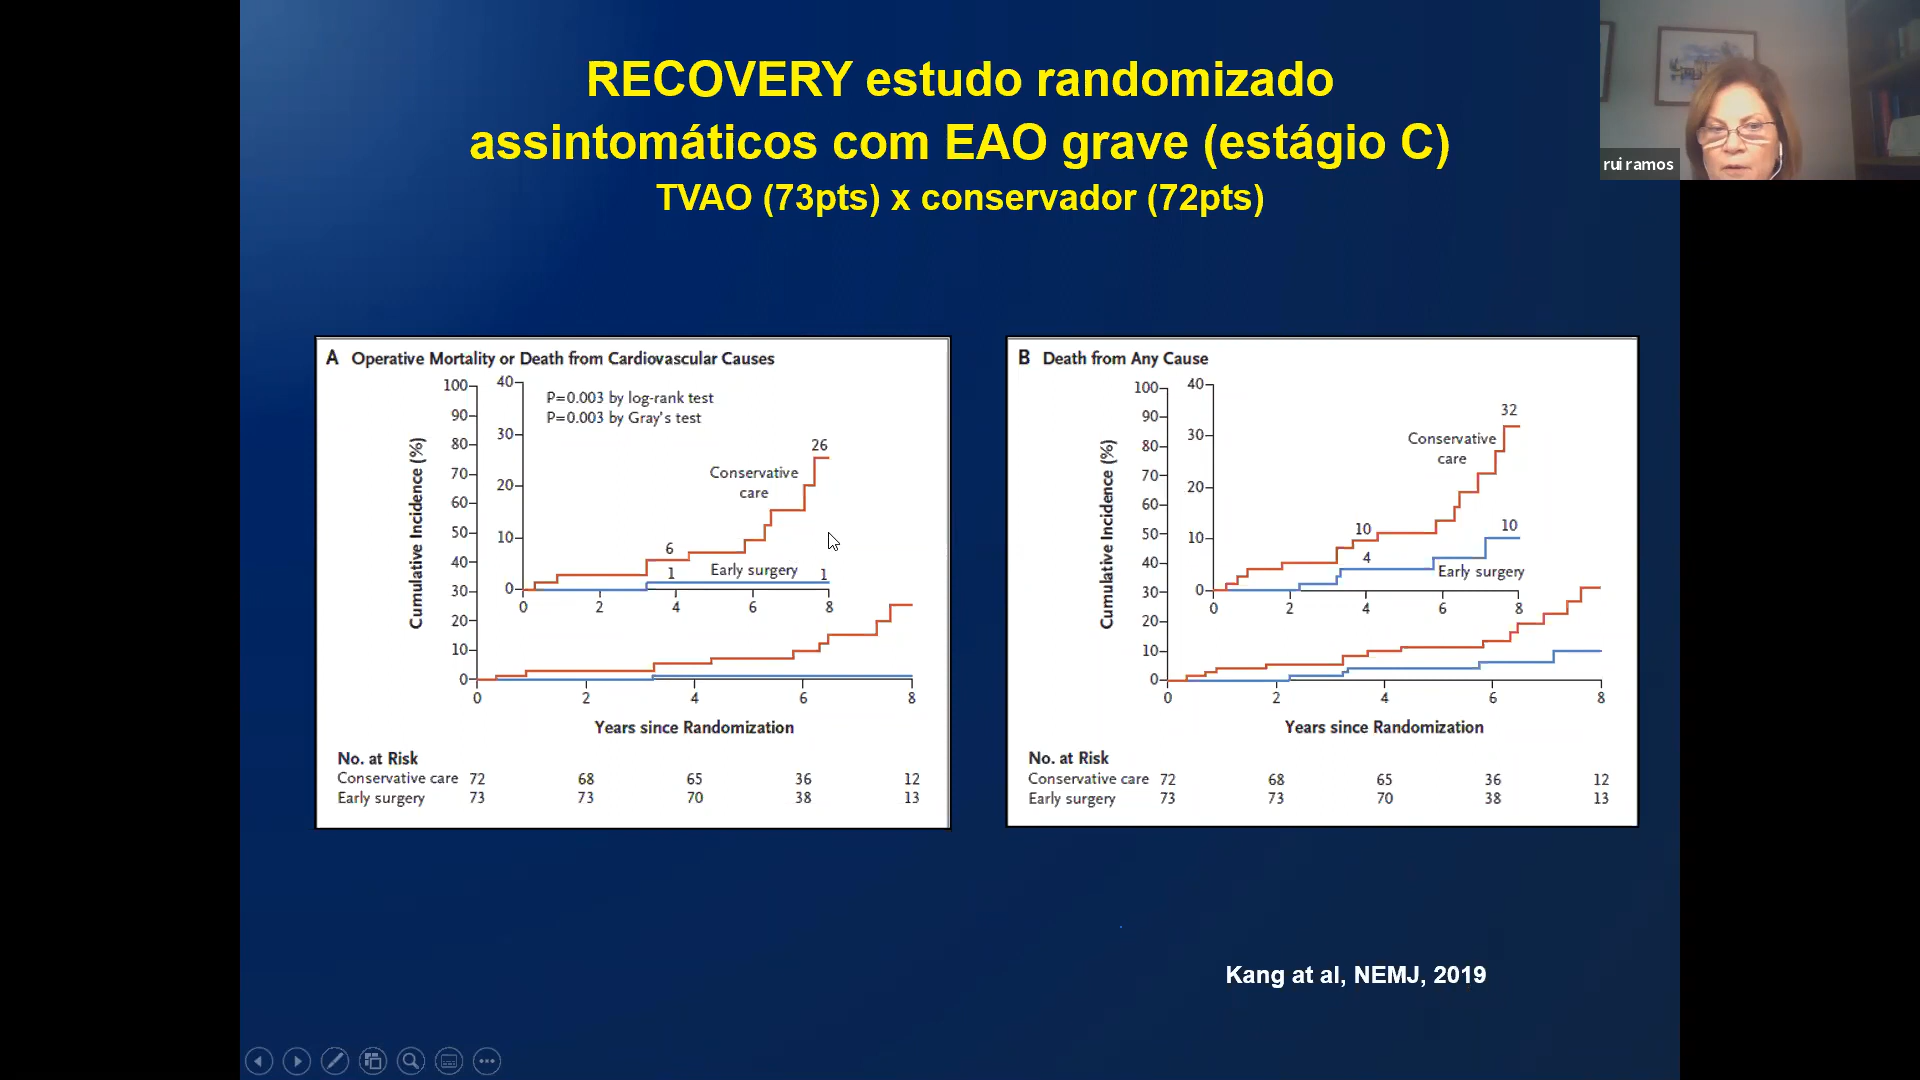 RECOVERY estudo randomizado
assintomáticos com EAO grave (estágio C)
TVAO (73pts) x conservador (72pts)
rui ramos
A Operative Mortality or Death from Cardiovascular Causes
Cumulative Incidence (%)
100
90
80
70
60
50
40
30
20
10
0
40
30
20
10
0
P=0.003 by log-rank test
P=0.003 by Gray's test
26
Conservative
care
6
1
Early surgery
1
0 2 4 6 8
0 2 4 6 8
Years since Randomization
No. at Risk
Conservative care 72 68 65 36 12
Early surgery 73 73 70 38 13
B Death from Any Cause
Cumulative Incidence (%)
100
90
80
70
60
50
40
30
20
10
0
40
30
20
10
0
32
Conservative
care
10
4
10
Early surgery
0 2 4 6 8
0 2 4 6 8
Years since Randomization
No. at Risk
Conservative care 72 68 65 36 12
Early surgery 73 73 70 38 13
Kang at al, NEMJ, 2019